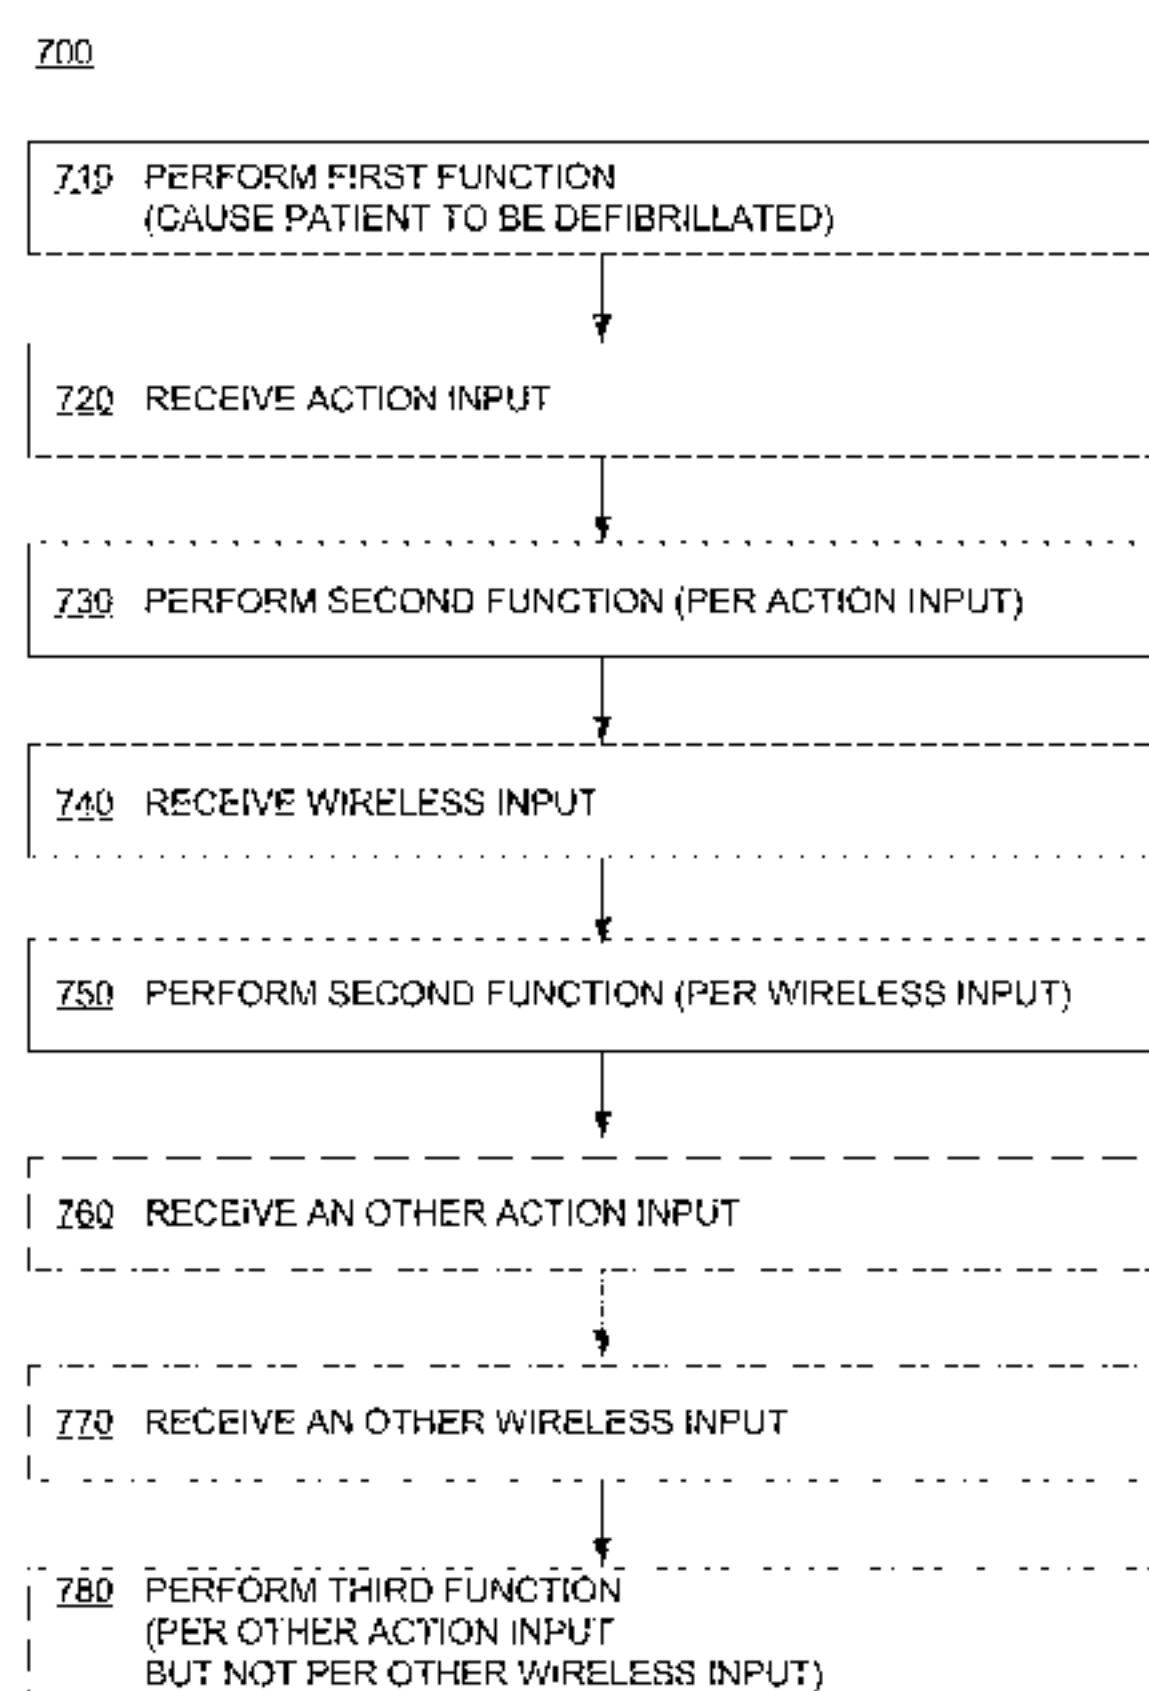 700
710 PERFORM FIRST FUNCTION
(CAUSE PATIENT TO BE DEFIBRILLATED)
720 RECEIVE ACTION INPUT
730 PERFORM SECOND FUNCTION (PER ACTION INPUT)
740 RECEIVE WIRELESS INPUT
750 PERFORM SECOND FUNCTION (PER WIRELESS INPUT)
760 RECEIVE AN OTHER ACTION INPUT
770 RECEIVE AN OTHER WIRELESS INPUT
780 PERFORM THIRD FUNCTION
(PER OTHER ACTION INPUT
BUT NOT PER OTHER WIRELESS INPUT)